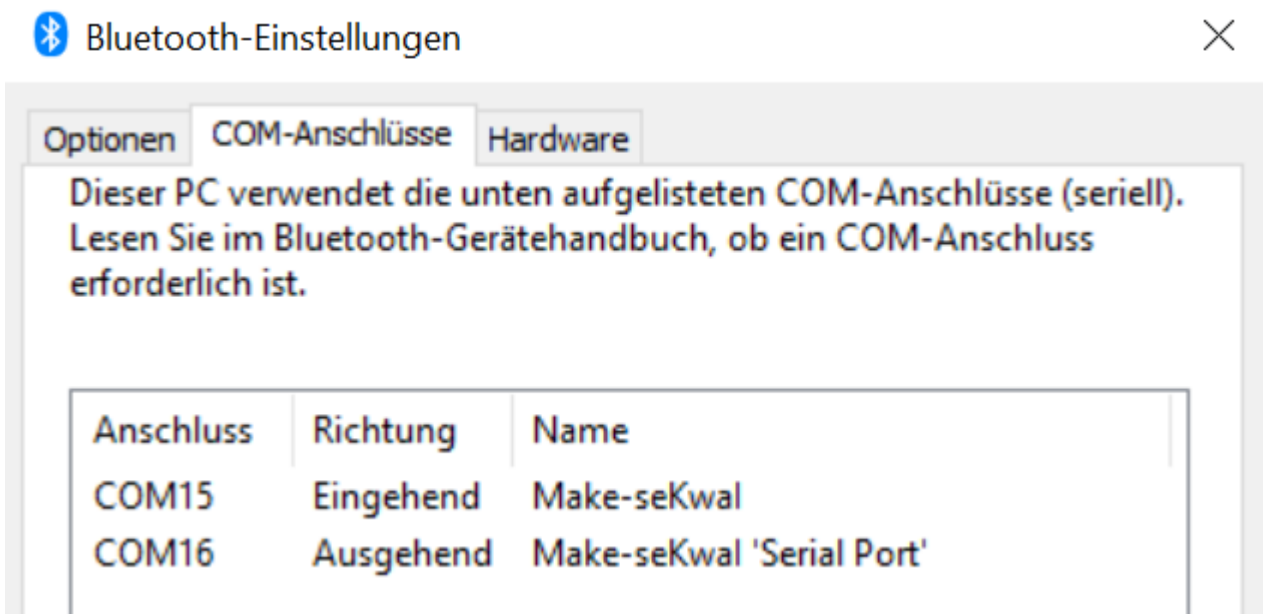 Bluetooth-Einstellungen
Optionen COM-Anschlüsse Hardware
Dieser PC verwendet die unten aufgelisteten COM-Anschlüsse (seriell).
Lesen Sie im Bluetooth-Gerätehandbuch, ob ein COM-Anschluss
erforderlich ist.
Anschluss Richtung Name
COM15 Eingehend Make-seKwal
COM16 Ausgehend Make-seKwal 'Serial Port'